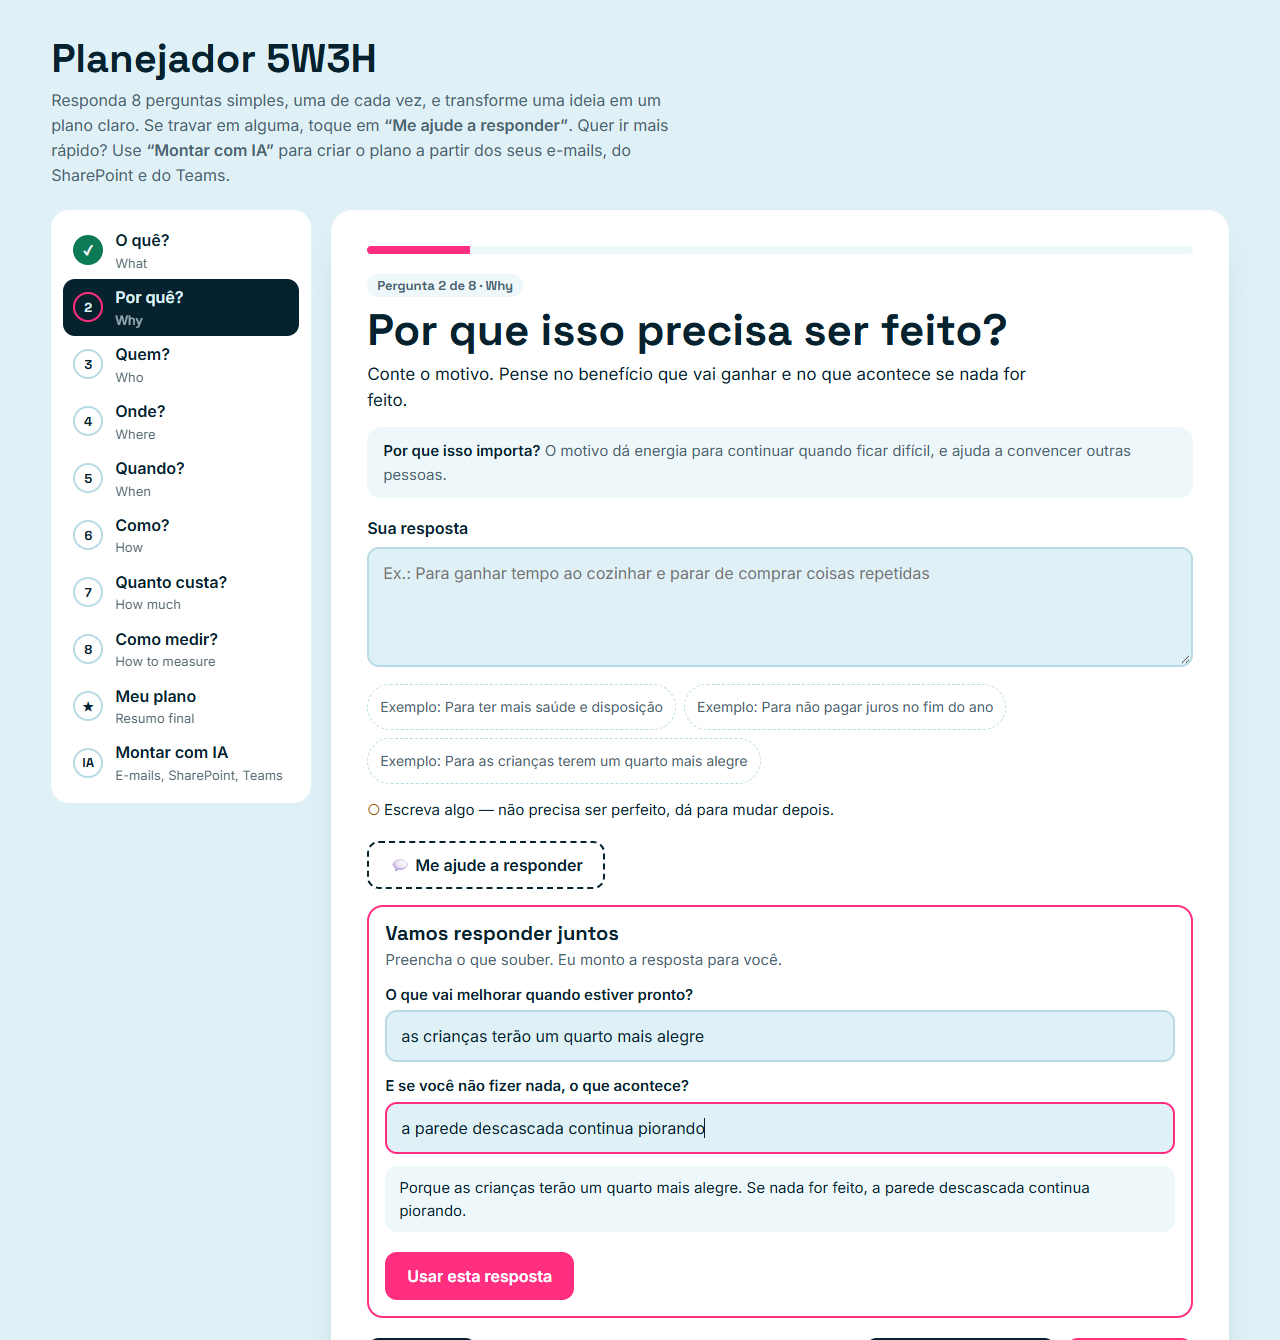 Planejador 5W3H
Responda 8 perguntas simples, uma de cada vez, e transforme uma ideia em um
plano claro. Se travar em alguma, toque em “Me ajude a responder”. Quer ir mais
rápido? Use “Montar com IA” para criar o plano a partir dos seus e-mails, do
SharePoint e do Teams.
✓
O quê?
What
2
Por quê?
Why
3
Quem?
Who
4
Onde?
Where
5
Quando?
When
6
Como?
How
7
Quanto custa?
How much
8
Como medir?
How to measure
★
Meu plano
Resumo final
IA
Montar com IA
E-mails, SharePoint, Teams
Pergunta 2 de 8 · Why
Por que isso precisa ser feito?
Conte o motivo. Pense no benefício que vai ganhar e no que acontece se nada for
feito.
Por que isso importa? O motivo dá energia para continuar quando ficar difícil, e ajuda a convencer outras
pessoas.
Sua resposta
Ex.: Para ganhar tempo ao cozinhar e parar de comprar coisas repetidas
Exemplo: Para ter mais saúde e disposição
Exemplo: Para não pagar juros no fim do ano
Exemplo: Para as crianças terem um quarto mais alegre
○ Escreva algo — não precisa ser perfeito, dá para mudar depois.
💬 Me ajude a responder
Vamos responder juntos
Preencha o que souber. Eu monto a resposta para você.
O que vai melhorar quando estiver pronto?
as crianças terão um quarto mais alegre
E se você não fizer nada, o que acontece?
a parede descascada continua piorando
Porque as crianças terão um quarto mais alegre. Se nada for feito, a parede descascada continua
piorando.
Usar esta resposta